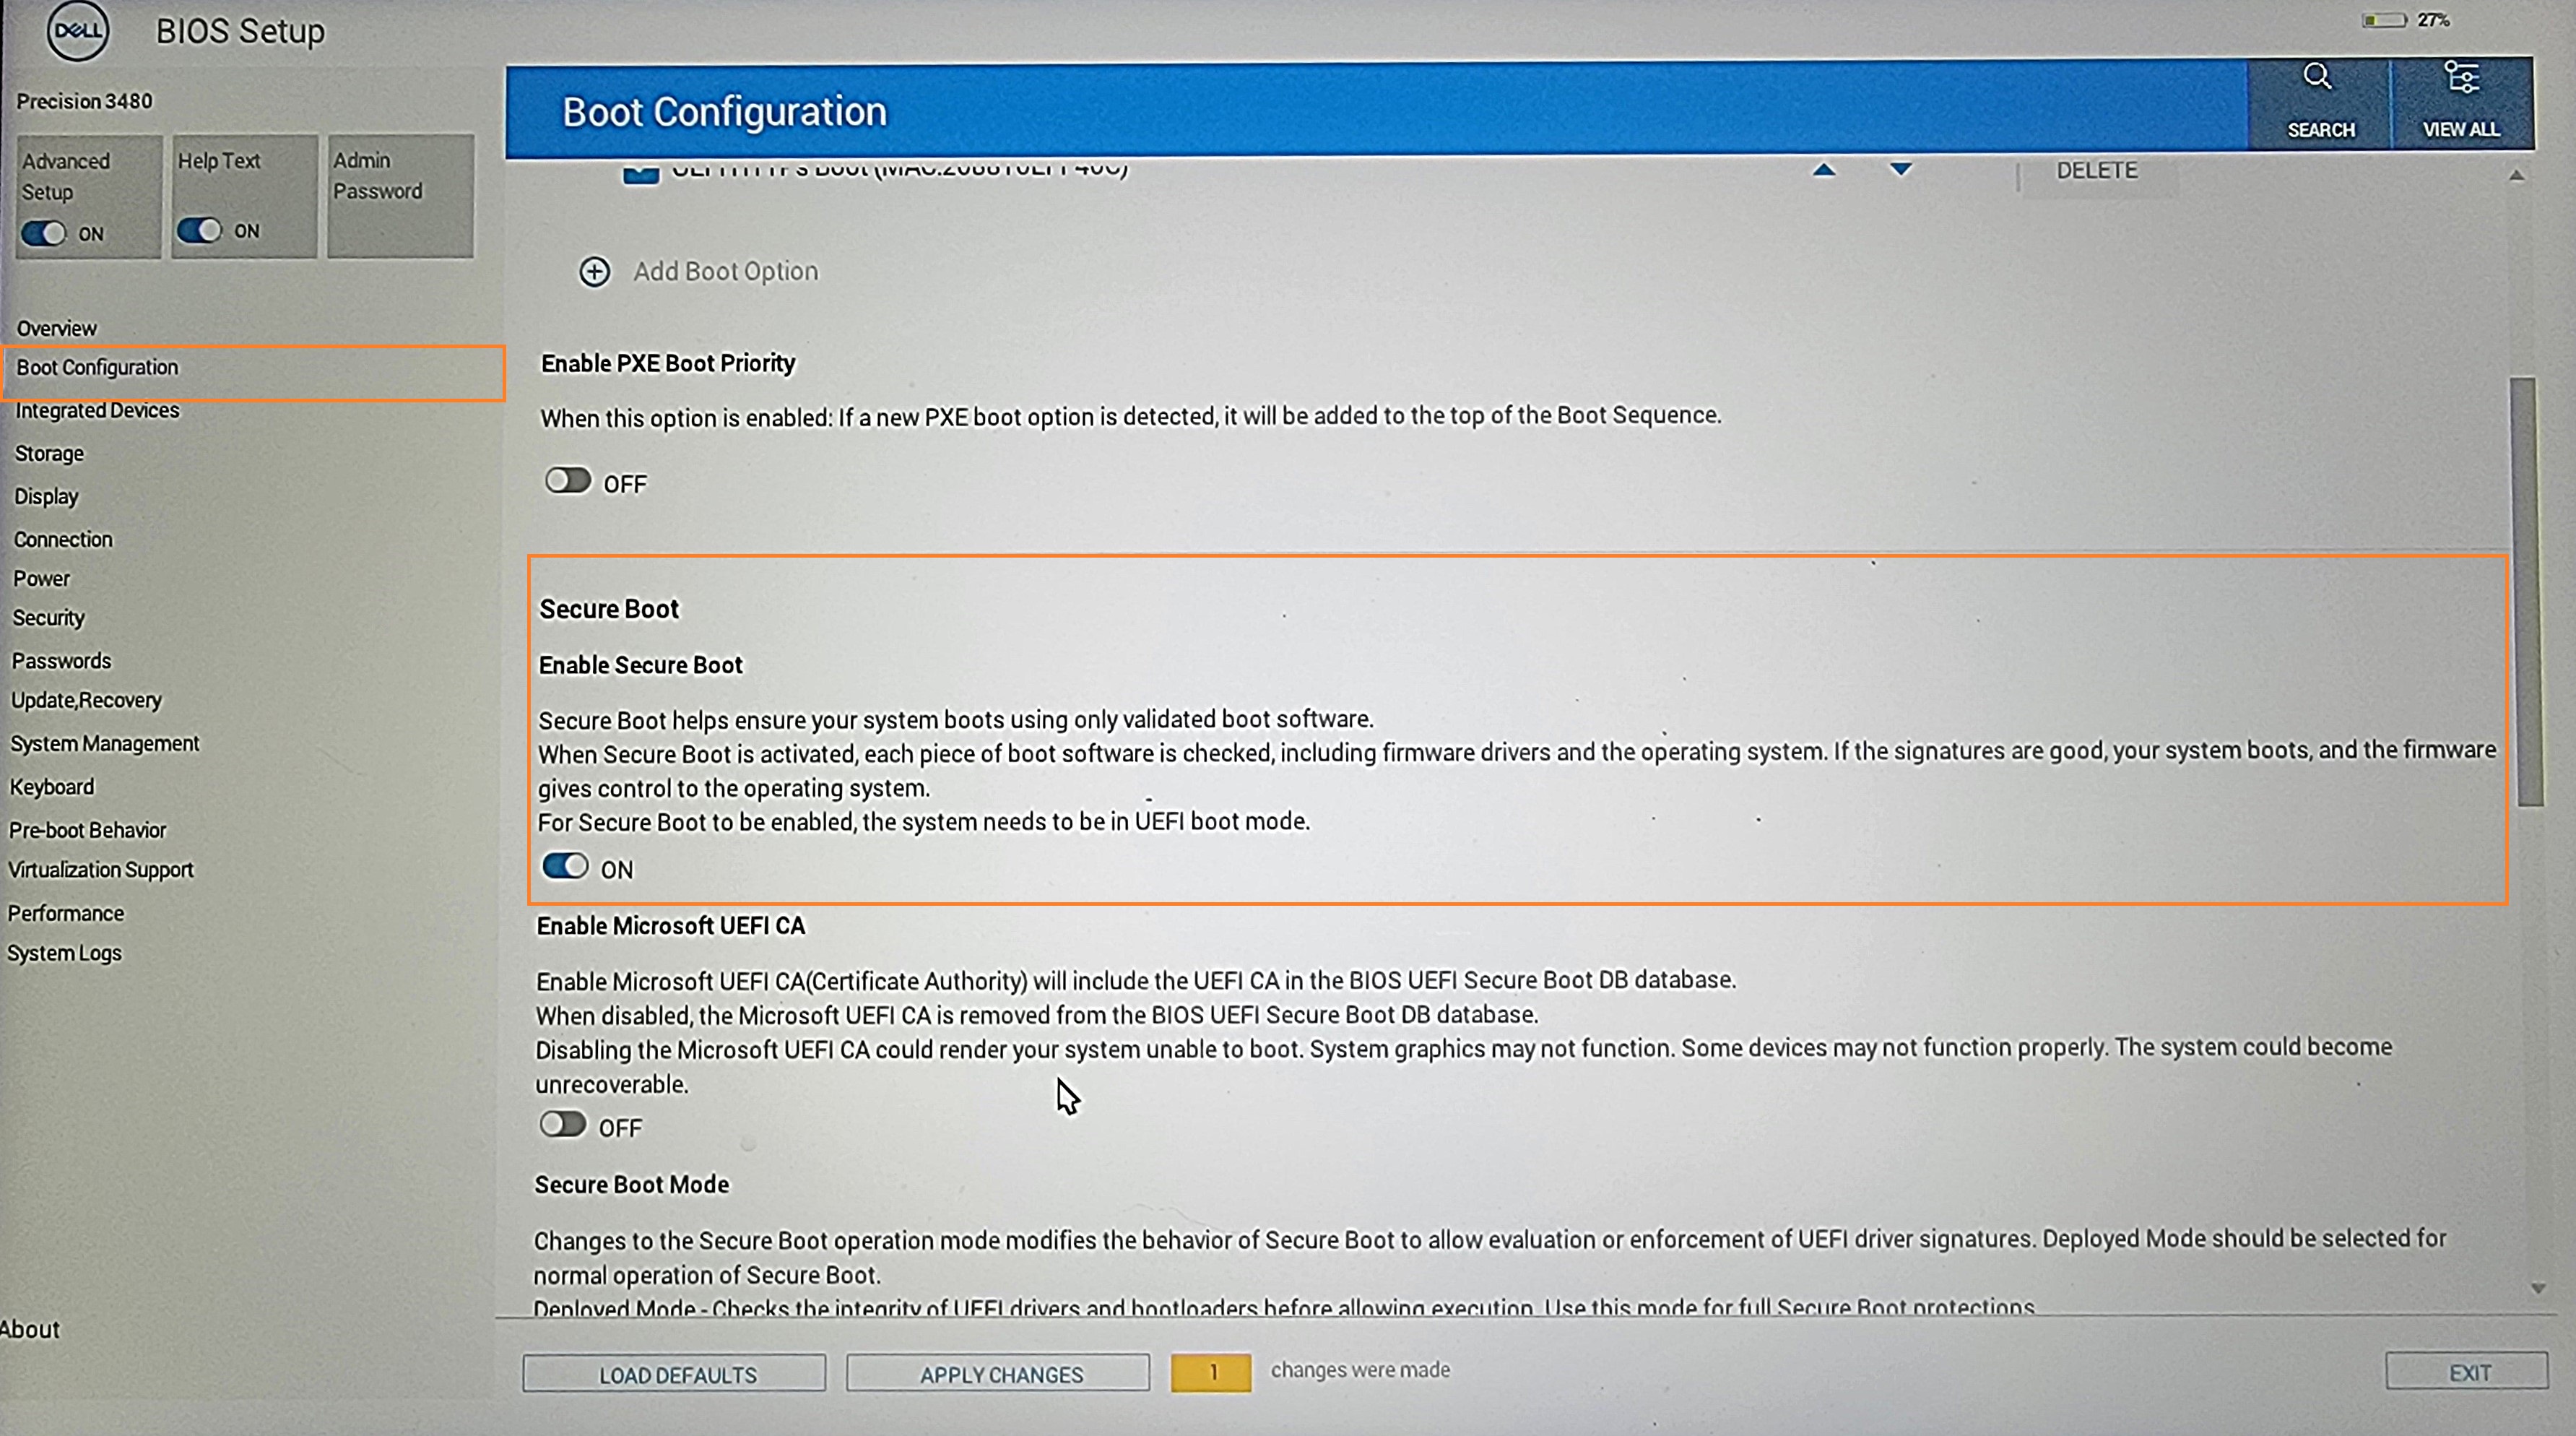 DELL
BIOS Setup
27%
Precision 3480
Advanced
Setup
ON
Help Text
ON
Admin
Password
Boot Configuration
SEARCH
VIEW ALL
Overview
Boot Configuration
Integrated Devices
Storage
Display
Connection
Power
Security
Passwords
Update,Recovery
System Management
Keyboard
Pre-boot Behavior
Virtualization Support
Performance
System Logs
About
UEFI HTTPS Boot (MAC:
DELETE
Add Boot Option
Enable PXE Boot Priority
When this option is enabled: If a new PXE boot option is detected, it will be added to the top of the Boot Sequence.
OFF
Secure Boot
Enable Secure Boot
Secure Boot helps ensure your system boots using only validated boot software.
When Secure Boot is activated, each piece of boot software is checked, including firmware drivers and the operating system. If the signatures are good, your system boots, and the firmware
gives control to the operating system.
For Secure Boot to be enabled, the system needs to be in UEFI boot mode.
ON
Enable Microsoft UEFI CA
Enable Microsoft UEFI CA(Certificate Authority) will include the UEFI CA in the BIOS UEFI Secure Boot DB database.
When disabled, the Microsoft UEFI CA is removed from the BIOS UEFI Secure Boot DB database.
Disabling the Microsoft UEFI CA could render your system unable to boot. System graphics may not function. Some devices may not function properly. The system could become
unrecoverable.
OFF
Secure Boot Mode
Changes to the Secure Boot operation mode modifies the behavior of Secure Boot to allow evaluation or enforcement of UEFI driver signatures. Deployed Mode should be selected for
normal operation of Secure Boot.
Deployed Mode - Checks the integrity of UEFI drivers and bootloaders before allowing execution. Use this mode for full Secure Boot protections
LOAD DEFAULTS
APPLY CHANGES
1
changes were made
EXIT